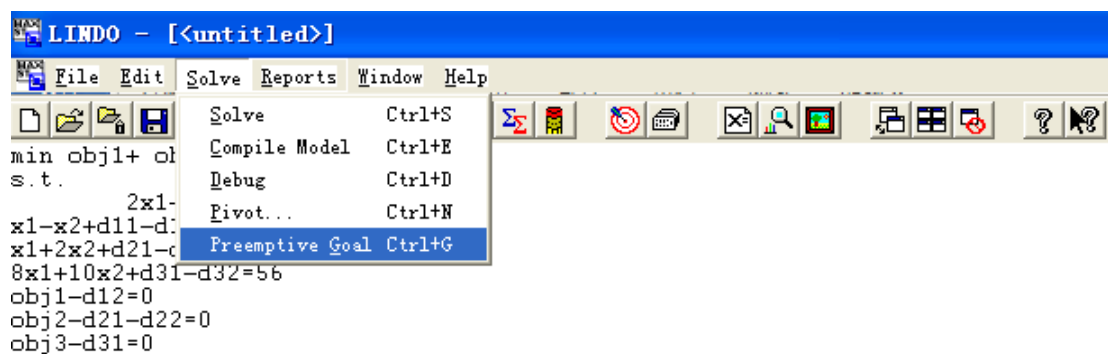 LINDO - [<untitled>]
File Edit Solve Reports Window Help
Solve Ctrl+S
Compile Model Ctrl+E
Debug Ctrl+D
Pivot... Ctrl+N
Preemptive Goal Ctrl+G
min obj1+
s.t.
2x1-
x1-x2+d11-
x1+2x2+d21-
8x1+10x2+d31-d32=56
obj1-d12=0
obj2-d21-d22=0
obj3-d31=0